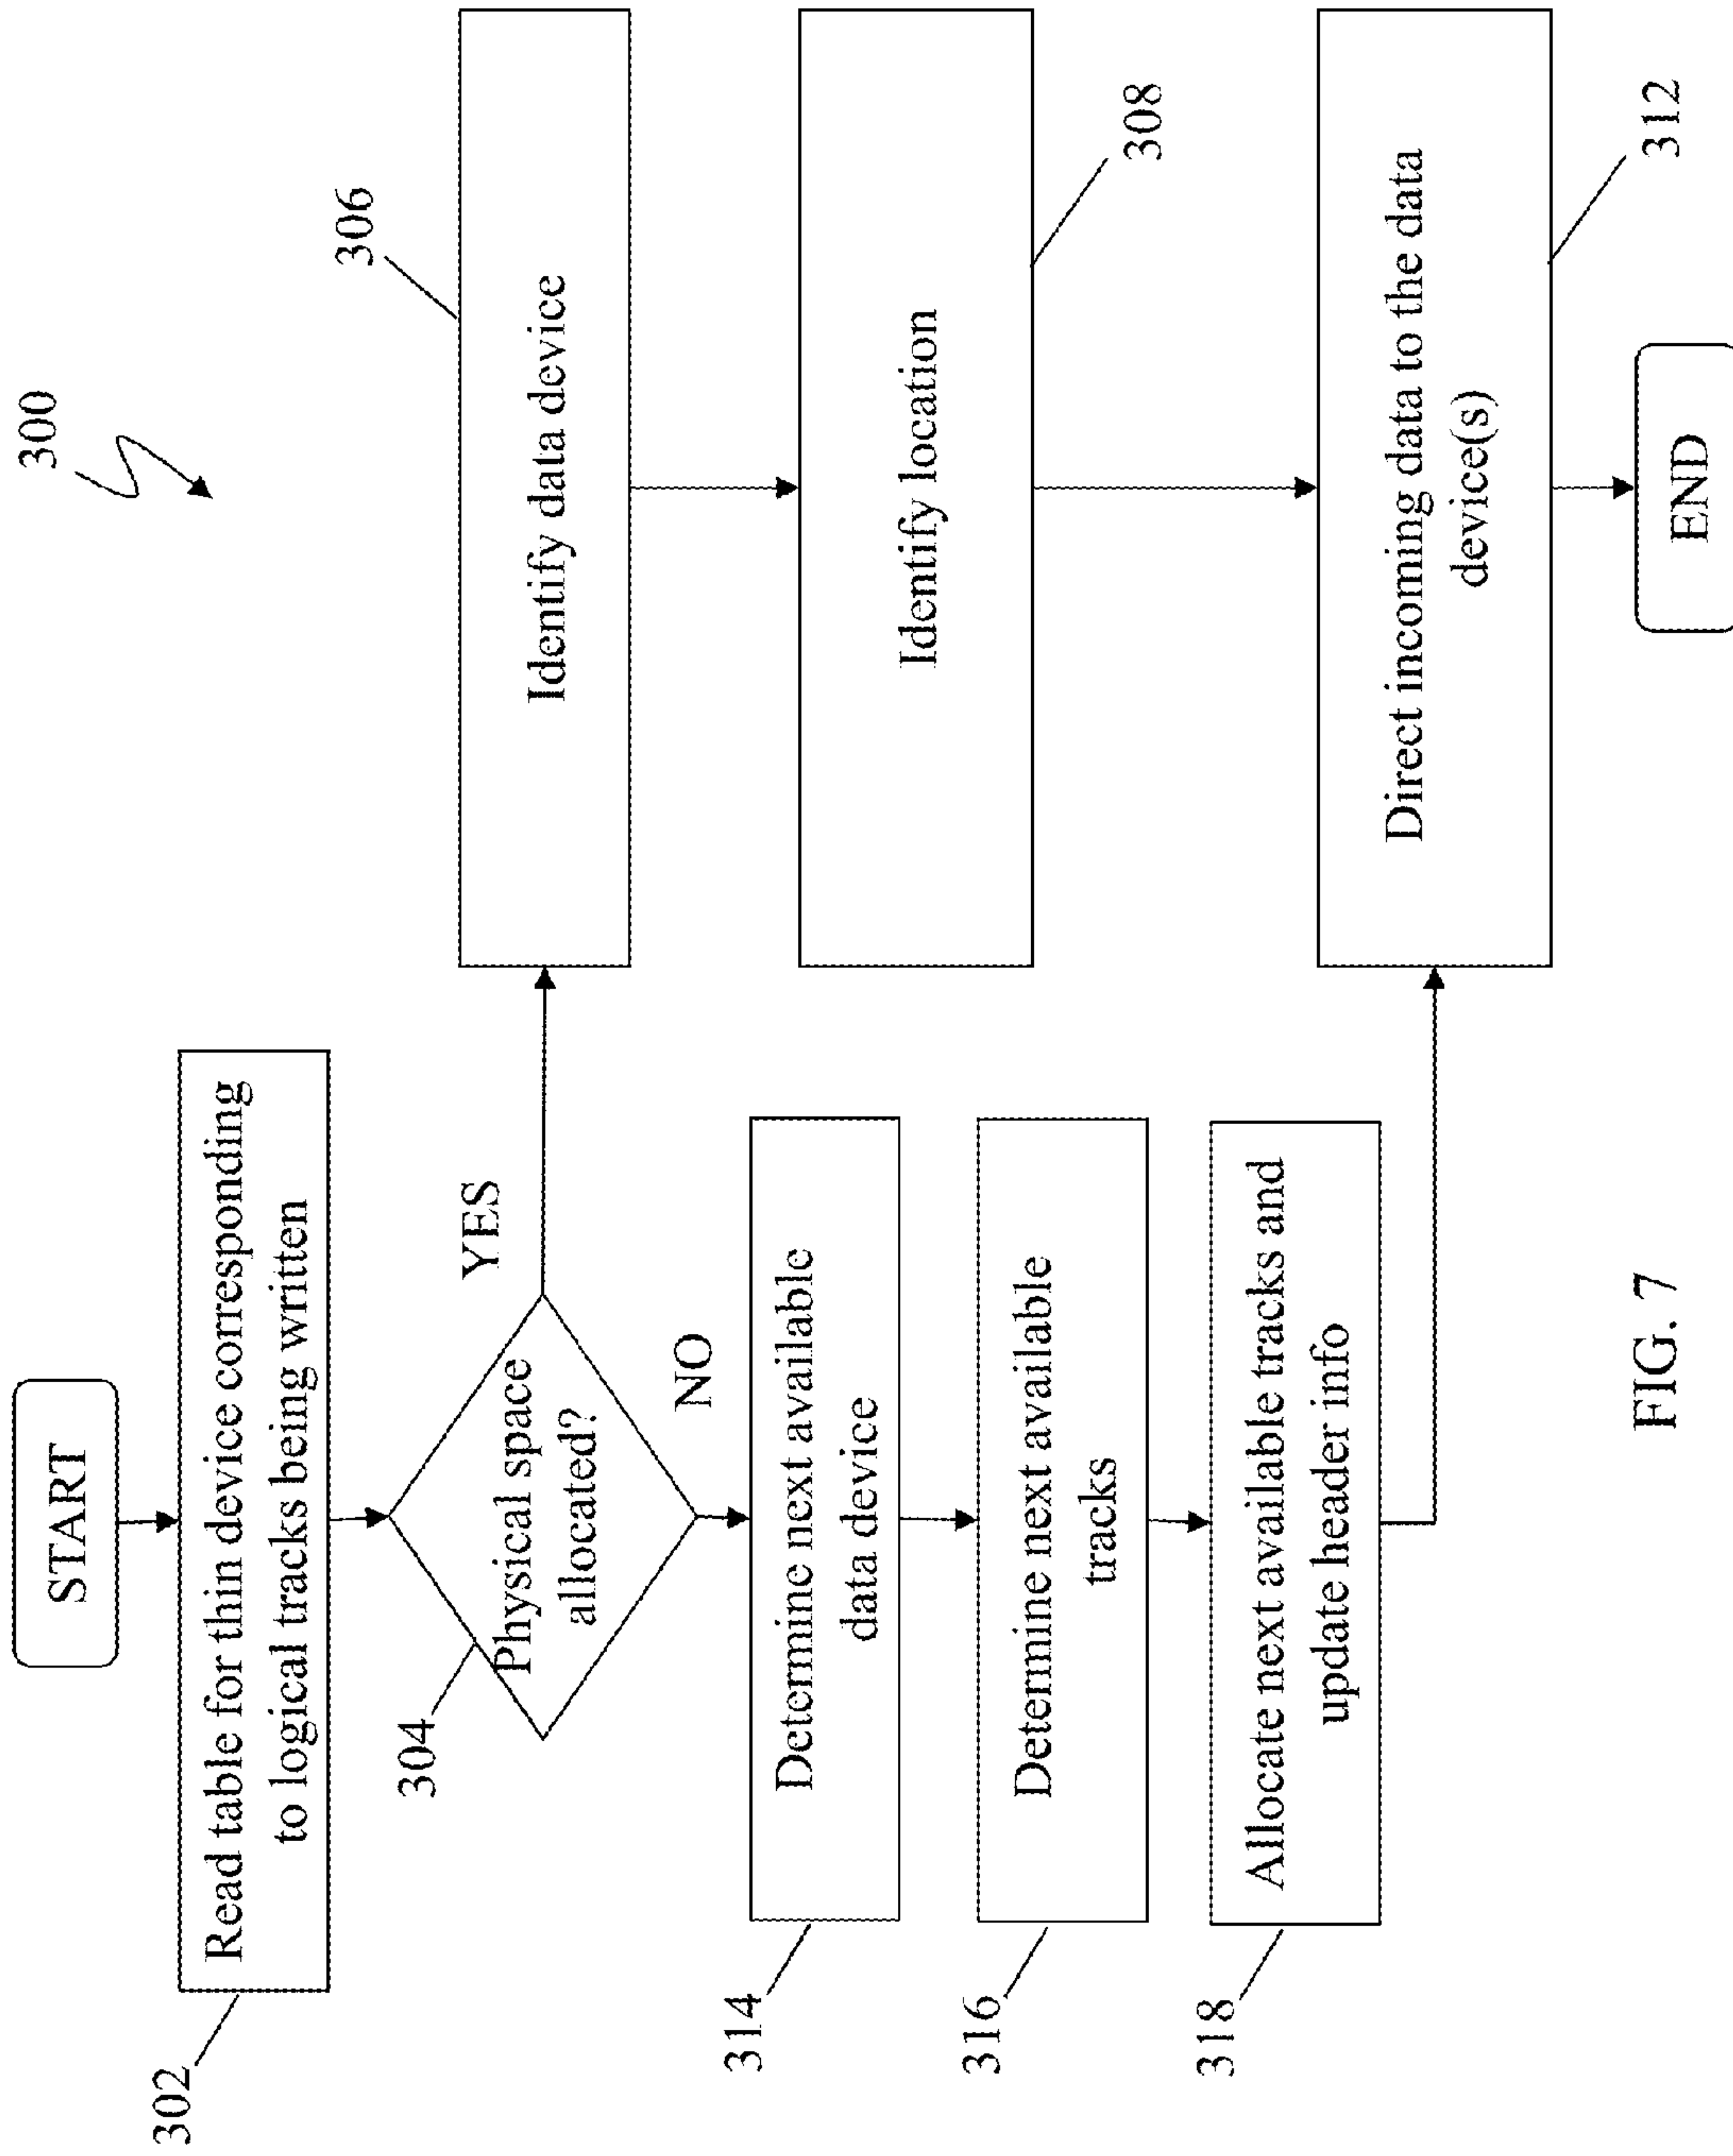 300
START
Read table for thin device corresponding
to logical tracks being written
302
Physical space
allocated?
304
YES
NO
Identify data device
306
Identify location
308
Determine next available
data device
314
Determine next available
tracks
316
Allocate next available tracks and
update header info
318
Direct incoming data to the data
device(s)
312
END
FIG. 7